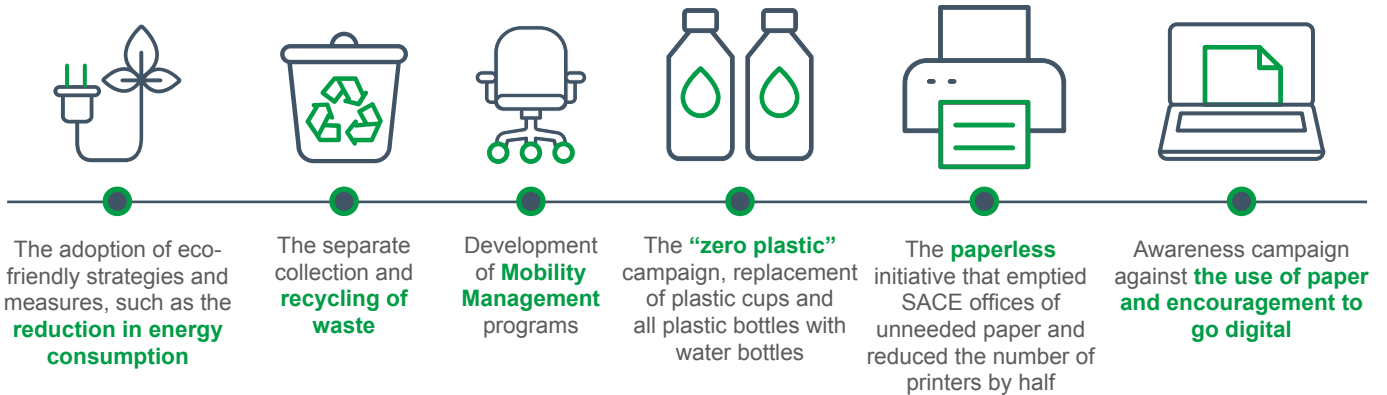 The adoption of eco-
friendly strategies and
measures, such as the
reduction in energy
consumption
The separate
collection and
recycling of
waste
Development
of Mobility
Management
programs
The “zero plastic”
campaign, replacement
of plastic cups and
all plastic bottles with
water bottles
The paperless
initiative that emptied
SACE offices of
unneeded paper and
reduced the number of
printers by half
Awareness campaign
against the use of paper
and encouragement to
go digital